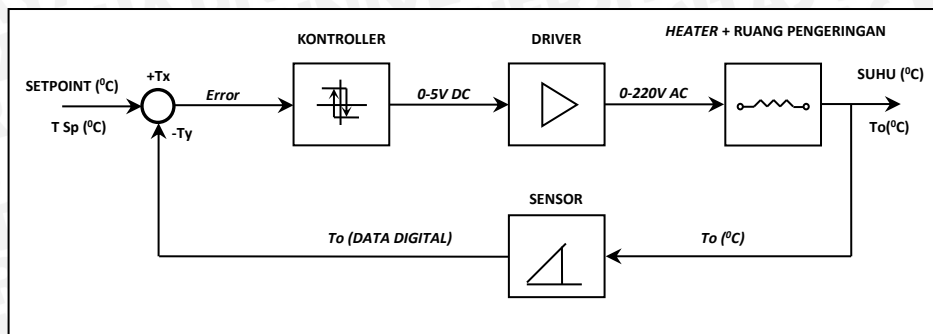 KONTROLLER
DRIVER
HEATER + RUANG PENGERINGAN
SETPOINT (⁰C)
+Tx
Error
0-5V DC
0-220V AC
SUHU (⁰C)
T Sp (⁰C)
-Ty
To(⁰C)
SENSOR
To (DATA DIGITAL)
To (⁰C)